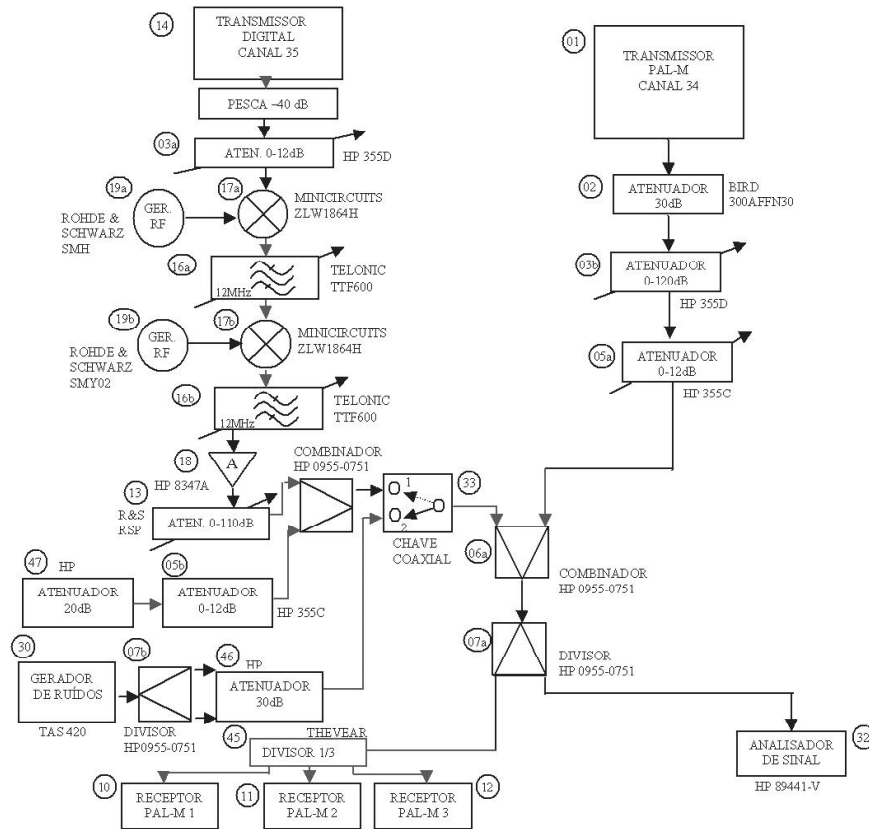 14
TRANSMISSOR
DIGITAL
CANAL 35
01
TRANSMISSOR
PAL-M
CANAL 34
PESCA –40 dB
03a
ATEN. 0-12dB
HP 355D
02
ATENUADOR
30dB
BIRD
300AFFN30
19a
GER.
RF
ROHDE &
SCHWARZ
SMH
17a
MINICIRCUITS
ZLW1864H
03b
ATENUADOR
0-120dB
HP 355D
16a
12MHz
TELONIC
TTF600
19b
GER.
RF
ROHDE &
SCHWARZ
SMY02
17b
MINICIRCUITS
ZLW1864H
05a
ATENUADOR
0-12dB
HP 355C
16b
12MHz
TELONIC
TTF600
18
A
HP 8347A
COMBINADOR
HP 0955-0751
13
R&S
RSP
ATEN. 0-110dB
1
2
33
CHAVE
COAXIAL
06a
COMBINADOR
HP 0955-0751
47
HP
ATENUADOR
20dB
05b
ATENUADOR
0-12dB
HP 355C
07a
DIVISOR
HP 0955-0751
30
GERADOR
DE RUÍDOS
TAS 420
07b
DIVISOR
HP0955-0751
46
HP
ATENUADOR
30dB
45
THEVEAR
DIVISOR 1/3
32
ANALISADOR
DE SINAL
HP 89441-V
10
RECEPTOR
PAL-M 1
11
RECEPTOR
PAL-M 2
RECEPTOR
PAL-M 3
12